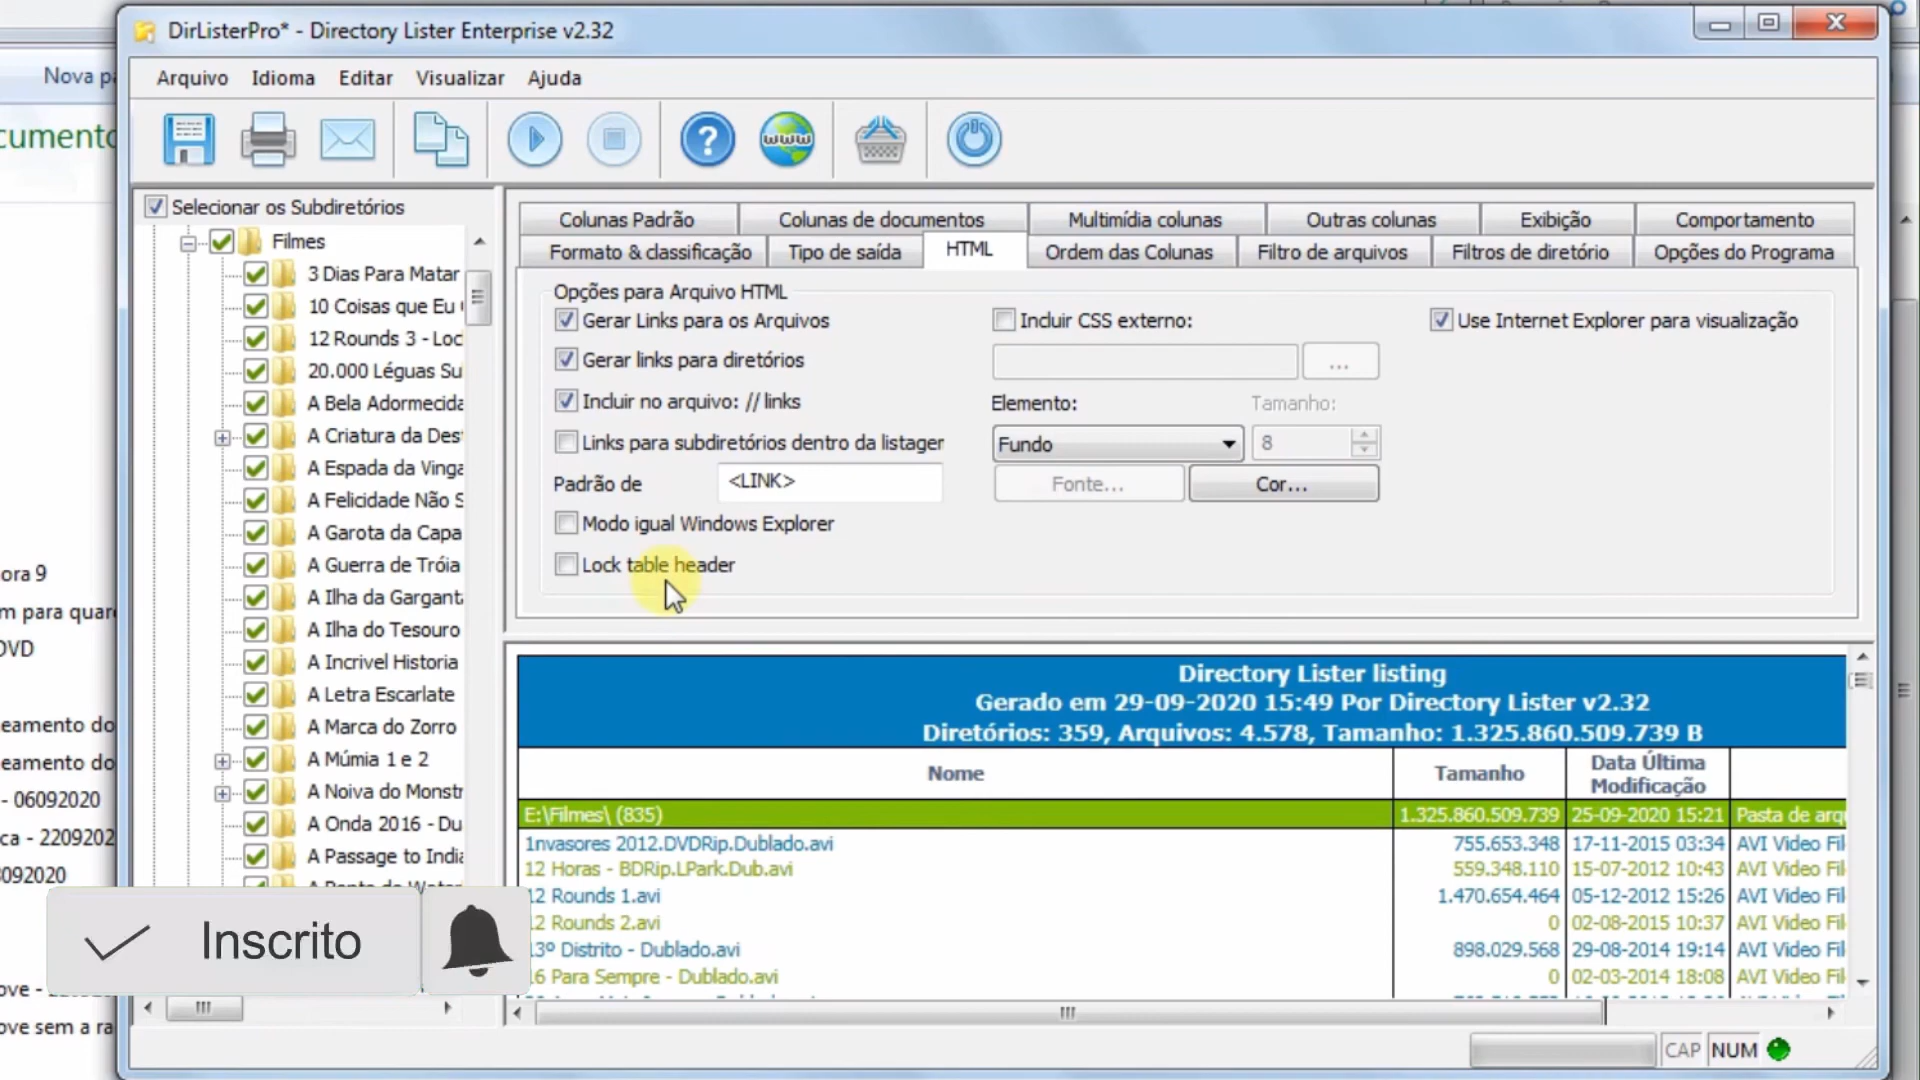 DirListerPro* - Directory Lister Enterprise v2.32
Nova pa
Arquivo Idioma Editar Visualizar Ajuda
cumento
www
Selecionar os Subdiretórios
Filmes
3 Dias Para Matar
10 Coisas que Eu
12 Rounds 3 - Loc
20.000 Léguas Su
A Bela Adormecida
A Criatura da Des
A Espada da Vinga
A Felicidade Não S
A Garota da Capa
A Guerra de Tróia
A Ilha da Gargant
A Ilha do Tesouro
A Incrivel Historia
A Letra Escarlate
A Marca do Zorro
A Múmia 1 e 2
A Noiva do Monstr
A Onda 2016 - Du
A Passage to India
Colunas Padrão Colunas de documentos Multimídia colunas Outras colunas Exibição Comportamento
Formato & classificação Tipo de saída HTML Ordem das Colunas Filtro de arquivos Filtros de diretório Opções do Programa
Opções para Arquivo HTML
Gerar Links para os Arquivos Incluir CSS externo: Use Internet Explorer para visualização
Gerar links para diretórios ...
Incluir no arquivo: // links Elemento: Tamanho:
Links para subdiretórios dentro da listager Fundo 8
Padrão de <LINK> Fonte... Cor...
Modo igual Windows Explorer
Lock table header
Directory Lister listing
Gerado em 29-09-2020 15:49 Por Directory Lister v2.32
Diretórios: 359, Arquivos: 4.578, Tamanho: 1.325.860.509.739 B
Nome Tamanho Data Última Modificação
E:\Filmes\ (835) 1.325.860.509.739 25-09-2020 15:21 Pasta de arqu
1nvasores 2012.DVDRip.Dublado.avi 755.653.348 17-11-2015 03:34 AVI Video Fil
12 Horas - BDRip.LPark.Dub.avi 559.348.110 15-07-2012 10:43 AVI Video Fil
12 Rounds 1.avi 1.470.654.464 05-12-2012 15:26 AVI Video Fil
12 Rounds 2.avi 0 02-08-2015 10:37 AVI Video Fil
13º Distrito - Dublado.avi 898.029.568 29-08-2014 19:14 AVI Video Fil
16 Para Sempre - Dublado.avi 0 02-03-2014 18:08 AVI Video Fil
ora 9
m para quar
DVD
eamento do
eamento do
- 06092020
ca - 2209202
092020
ove -
ove sem a ra
Inscrito
CAP NUM